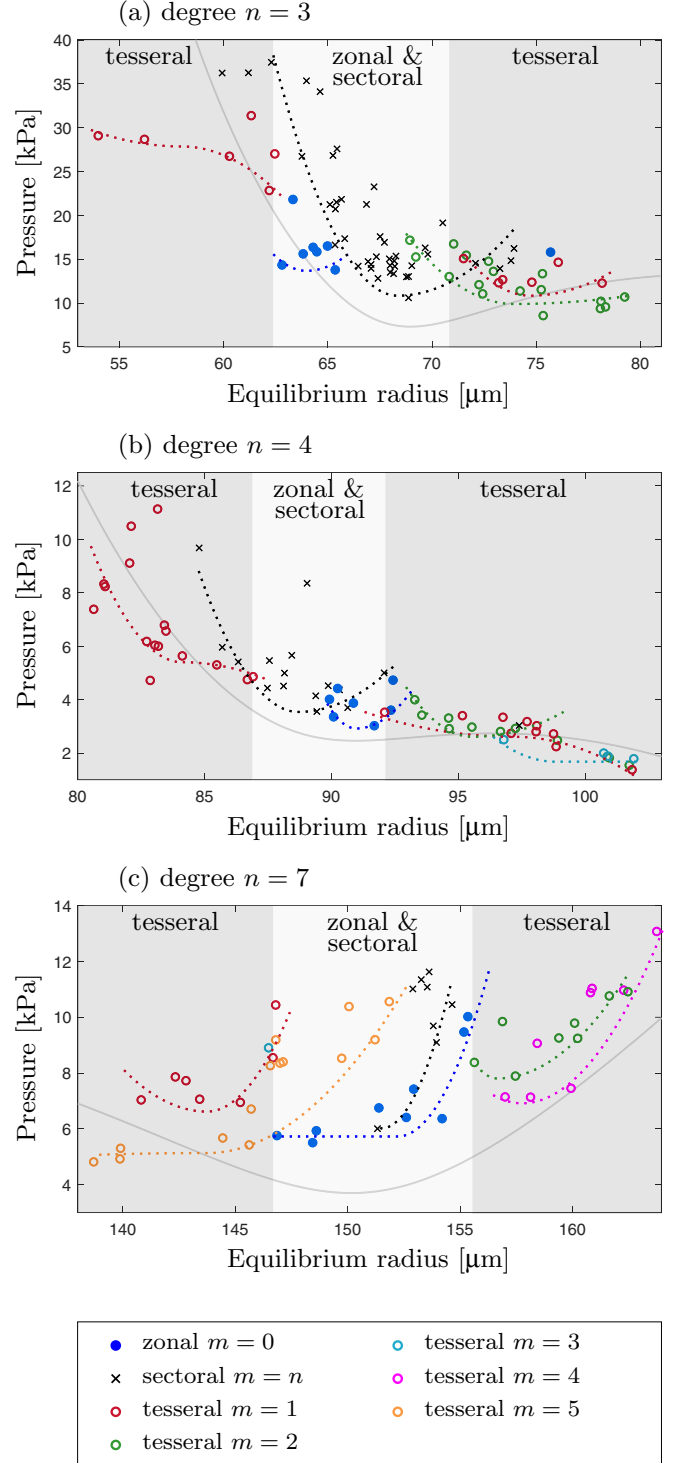 (a) degree n = 3
40
35
30
25
20
15
10
5
Pressure [kPa]
tesseral
zonal &
sectoral
tesseral
55 60 65 70 75 80
Equilibrium radius [μm]
(b) degree n = 4
12
10
8
6
4
2
Pressure [kPa]
tesseral
zonal &
sectoral
tesseral
80 85 90 95 100
Equilibrium radius [μm]
(c) degree n = 7
14
12
10
8
6
4
Pressure [kPa]
tesseral
zonal &
sectoral
tesseral
140 145 150 155 160
Equilibrium radius [μm]
zonal m = 0
sectoral m = n
tesseral m = 1
tesseral m = 2
tesseral m = 3
tesseral m = 4
tesseral m = 5